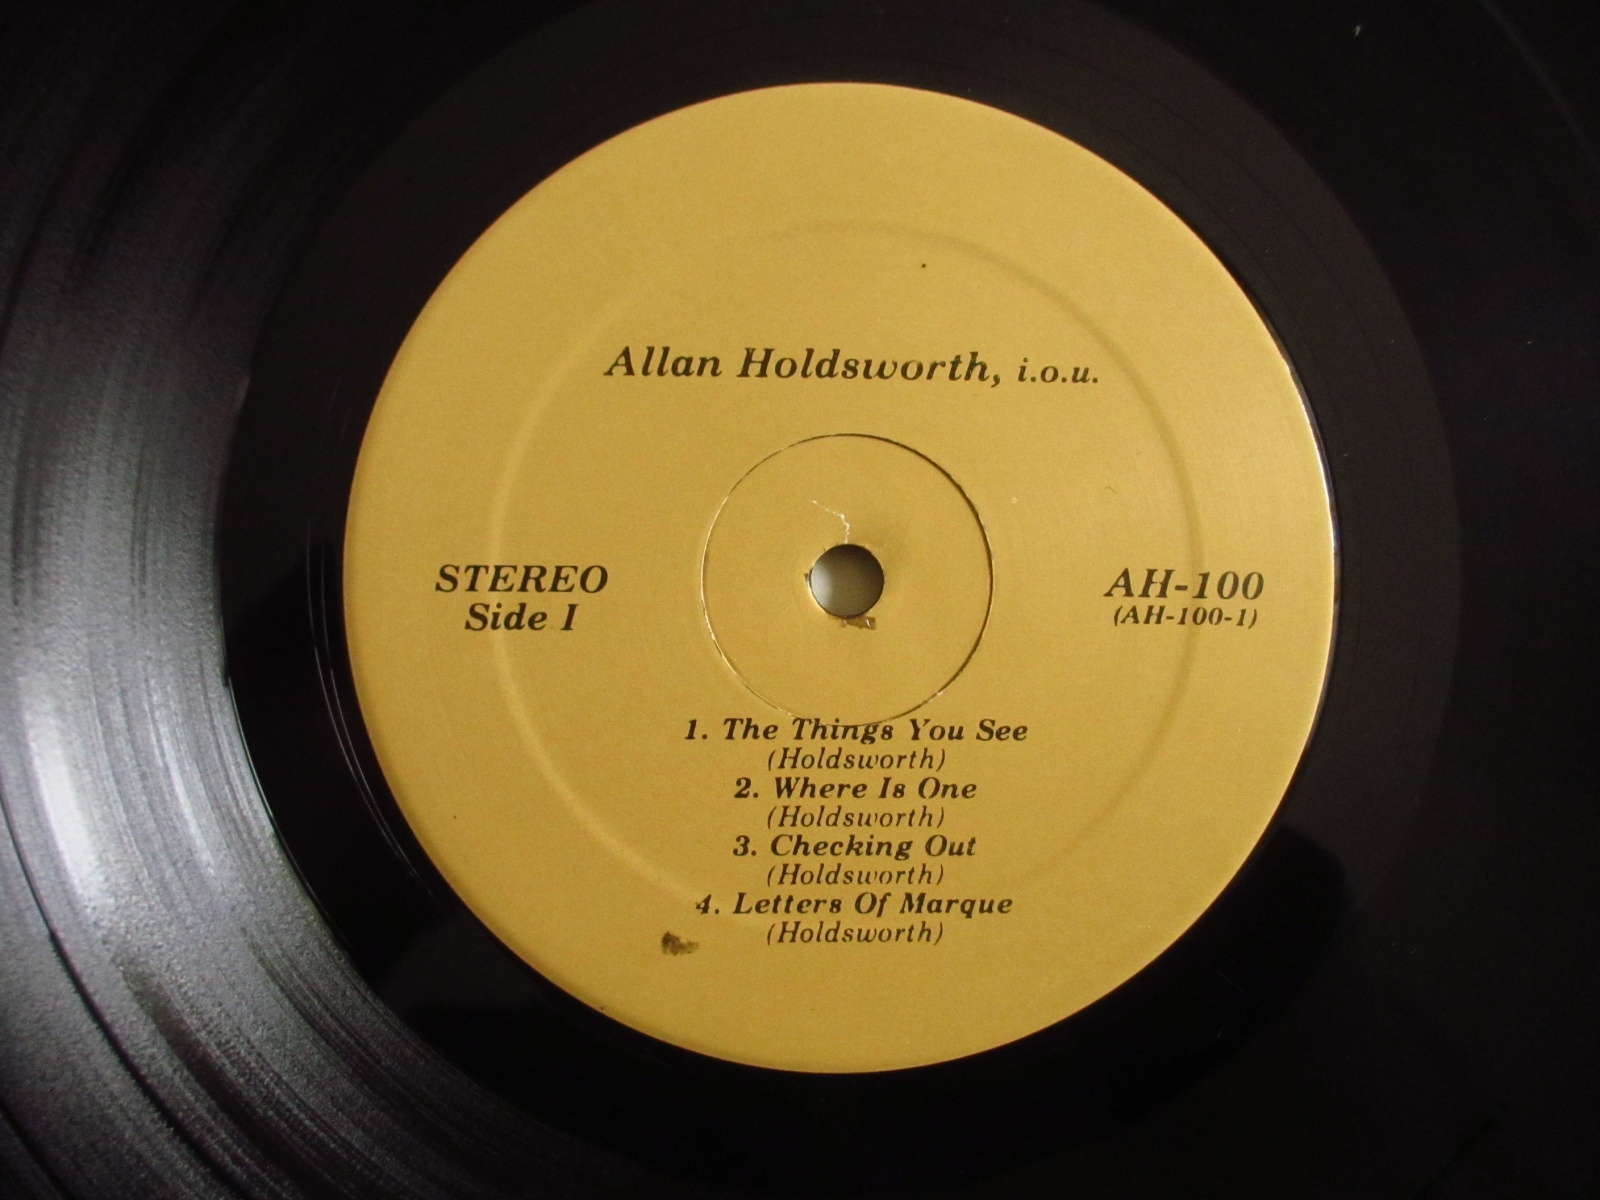 Allan Holdsworth, i.o.u.
STEREO
Side I
AH-100
(AH-100-1)
1. The Things You See
(Holdsworth)
2. Where Is One
(Holdsworth)
3. Checking Out
(Holdsworth)
4. Letters Of Marque
(Holdsworth)